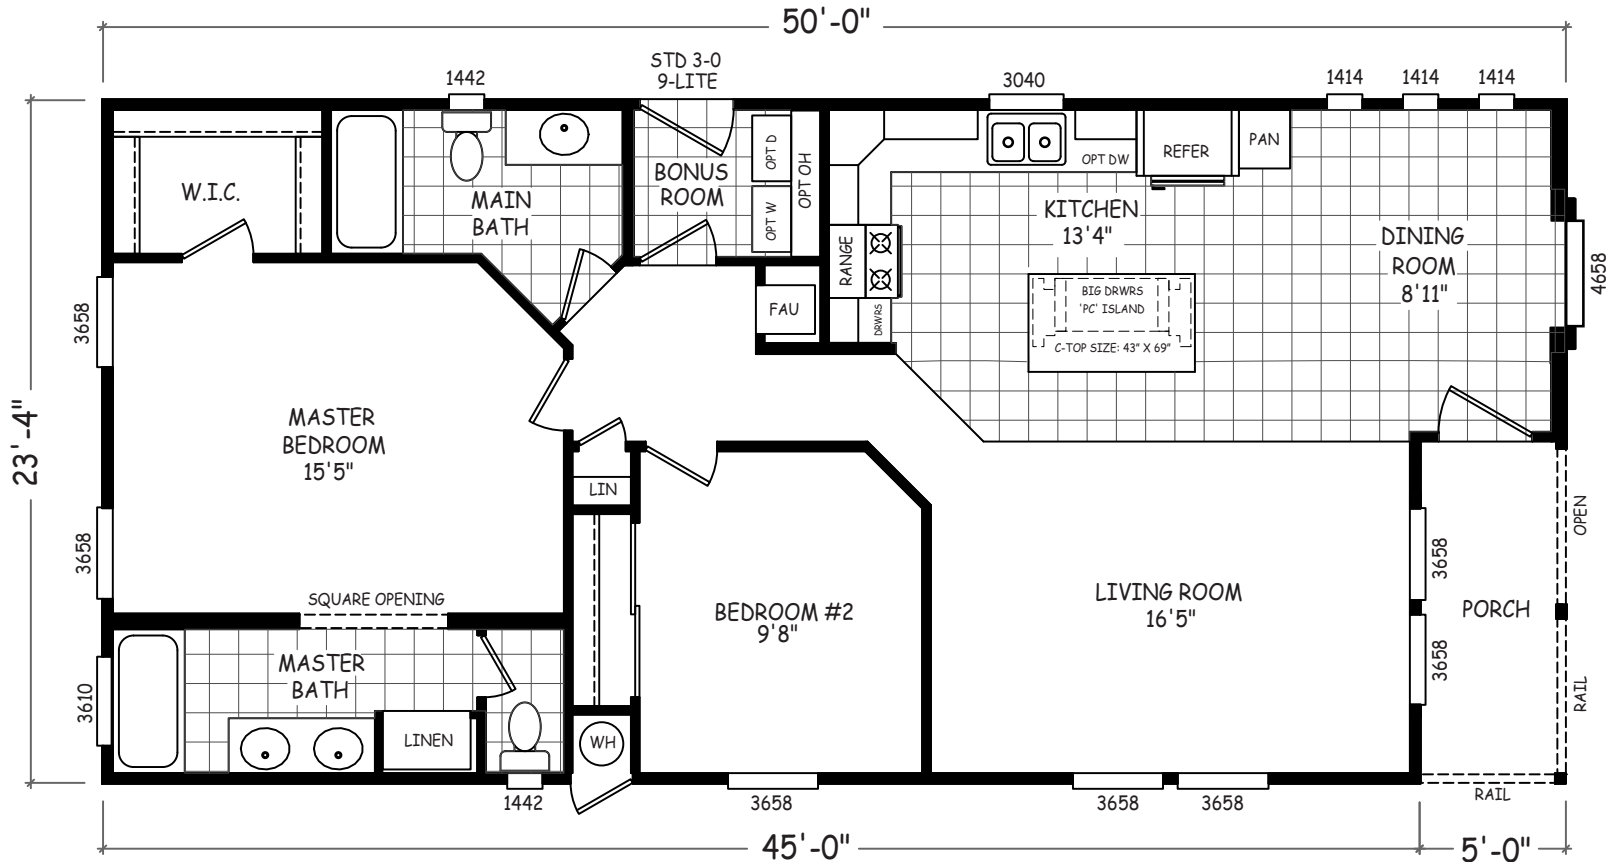 50'-0"
STD 3-0
9-LITE
1442
3040
1414
1414
1414
W.I.C.
MAIN
BATH
BONUS
ROOM
OPT D
OPT W
OPT OH
OPT DW
REFER
PAN
KITCHEN
13'4"
RANGE
DRWRS
FAU
BIG DRWRS
'PC' ISLAND
C-TOP SIZE: 43" X 69"
DINING
ROOM
8'11"
4658
3658
23'-4"
MASTER
BEDROOM
15'5"
3658
SQUARE OPENING
LIN
BEDROOM #2
9'8"
LIVING ROOM
16'5"
3658
3658
PORCH
OPEN
RAIL
MASTER
BATH
3610
LINEN
WH
1442
3658
3658
3658
RAIL
45'-0"
5'-0"